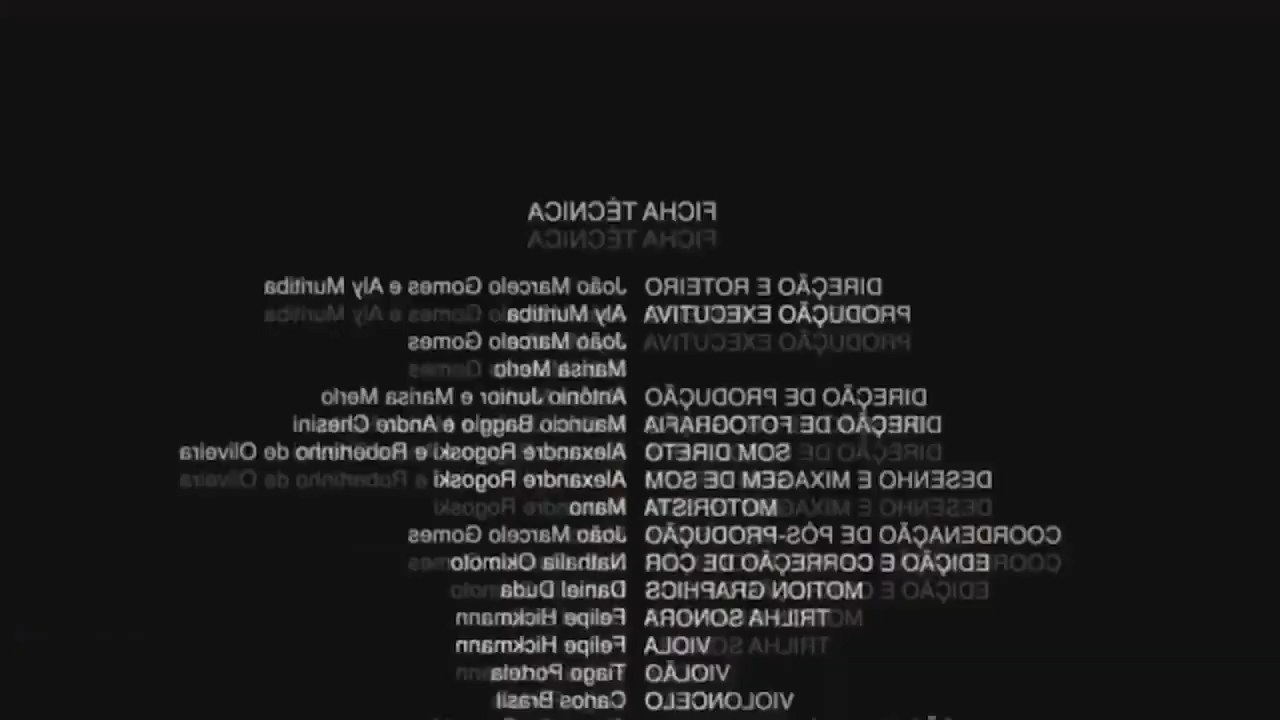 FICHA TÉCNICA
DIREÇÃO E ROTEIRO João Marcelo Gomes e Aly Muritiba
PRODUÇÃO EXECUTIVA Aly Muritiba
João Marcelo Gomes
Marisa Merlo
DIREÇÃO DE PRODUÇÃO Antônio Junior e Marisa Merlo
DIREÇÃO DE FOTOGRAFIA Mauricio Baggio e Andre Chesini
SOM DIRETO Alexandre Rogoski e Robertinho de Oliveira
DESENHO E MIXAGEM DE SOM Alexandre Rogoski
MOTORISTA Mano
COORDENAÇÃO DE PÓS-PRODUÇÃO João Marcelo Gomes
EDIÇÃO E CORREÇÃO DE COR Nathalia Okimoto
MOTION GRAPHICS Daniel Duda
TRILHA SONORA Felipe Hickmann
VIOLA Felipe Hickmann
VIOLÃO Tiago Portela
VIOLONCELO Carlos Brasil